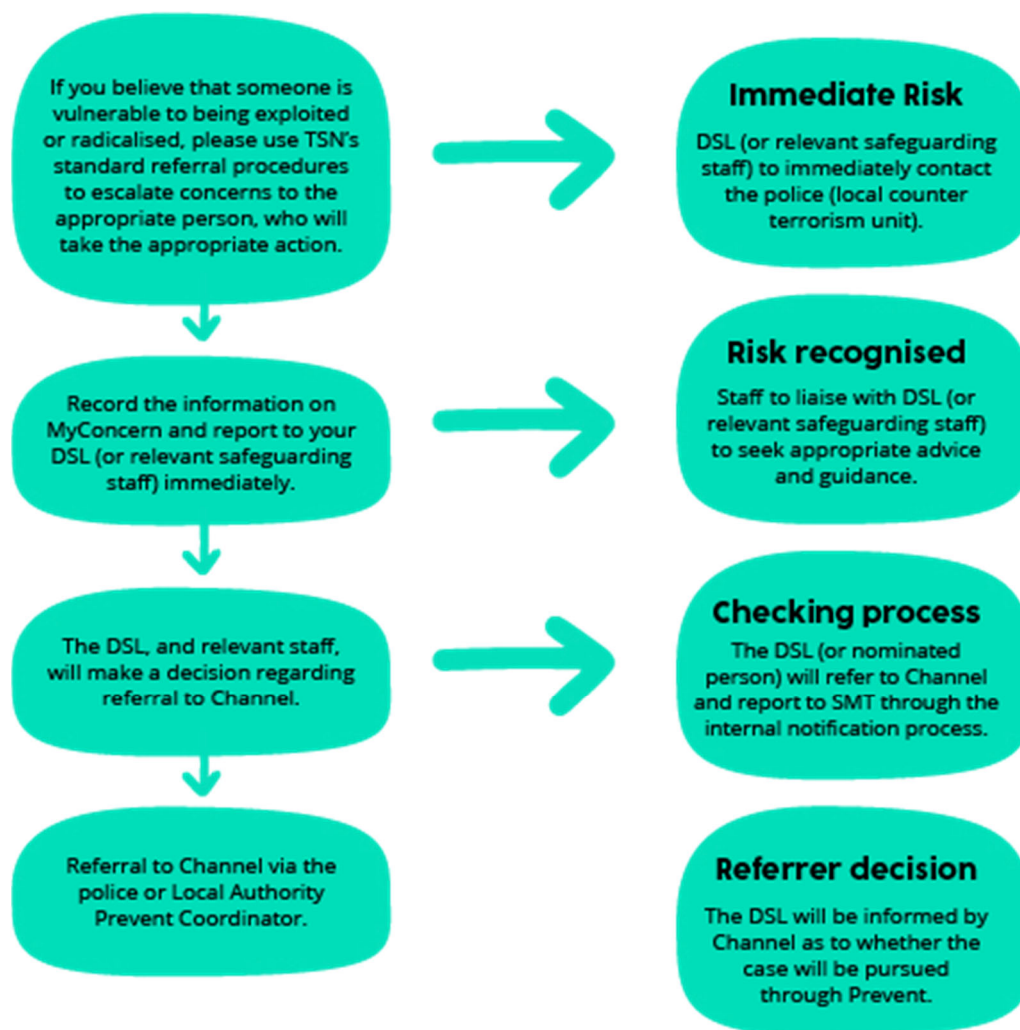 If you believe that someone is
vulnerable to being exploited
or radicalised, please use TSN's
standard referral procedures
to escalate concerns to the
appropriate person, who will
take the appropriate action.
Immediate Risk
DSL (or relevant safeguarding
staff) to immediately contact
the police (local counter
terrorism unit).
Record the information on
MyConcern and report to your
DSL (or relevant safeguarding
staff) immediately.
Risk recognised
Staff to liaise with DSL (or
relevant safeguarding staff)
to seek appropriate advice
and guidance.
The DSL, and relevant staff,
will make a decision regarding
referral to Channel.
Checking process
The DSL (or nominated
person) will refer to Channel
and report to SMT through the
internal notification process.
Referral to Channel via the
police or Local Authority
Prevent Coordinator.
Referrer decision
The DSL will be informed by
Channel as to whether the
case will be pursued
through Prevent.